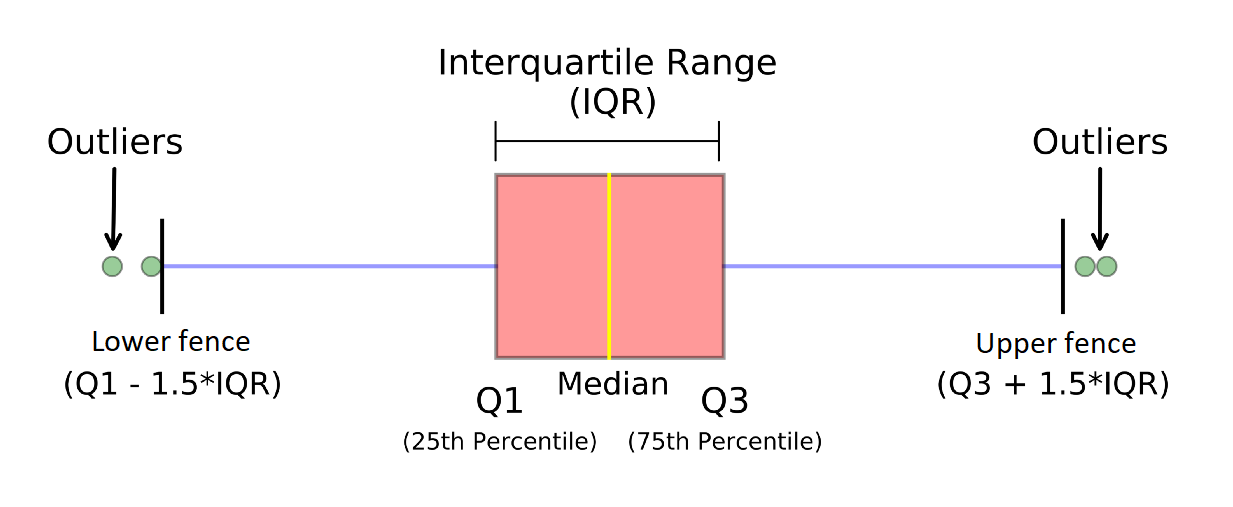 Interquartile Range
(IQR)
Outliers
Outliers
Lower fence
(Q1 - 1.5*IQR)
Upper fence
(Q3 + 1.5*IQR)
Median
Q1
Q3
(25th Percentile)
(75th Percentile)